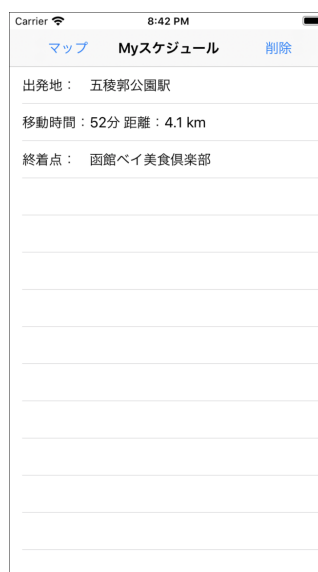 Carrier 8:42 PM
マップ Myスケジュール 削除
出発地： 五稜郭公園駅
移動時間：52分 距離：4.1 km
終着点： 函館ベイ美食倶楽部